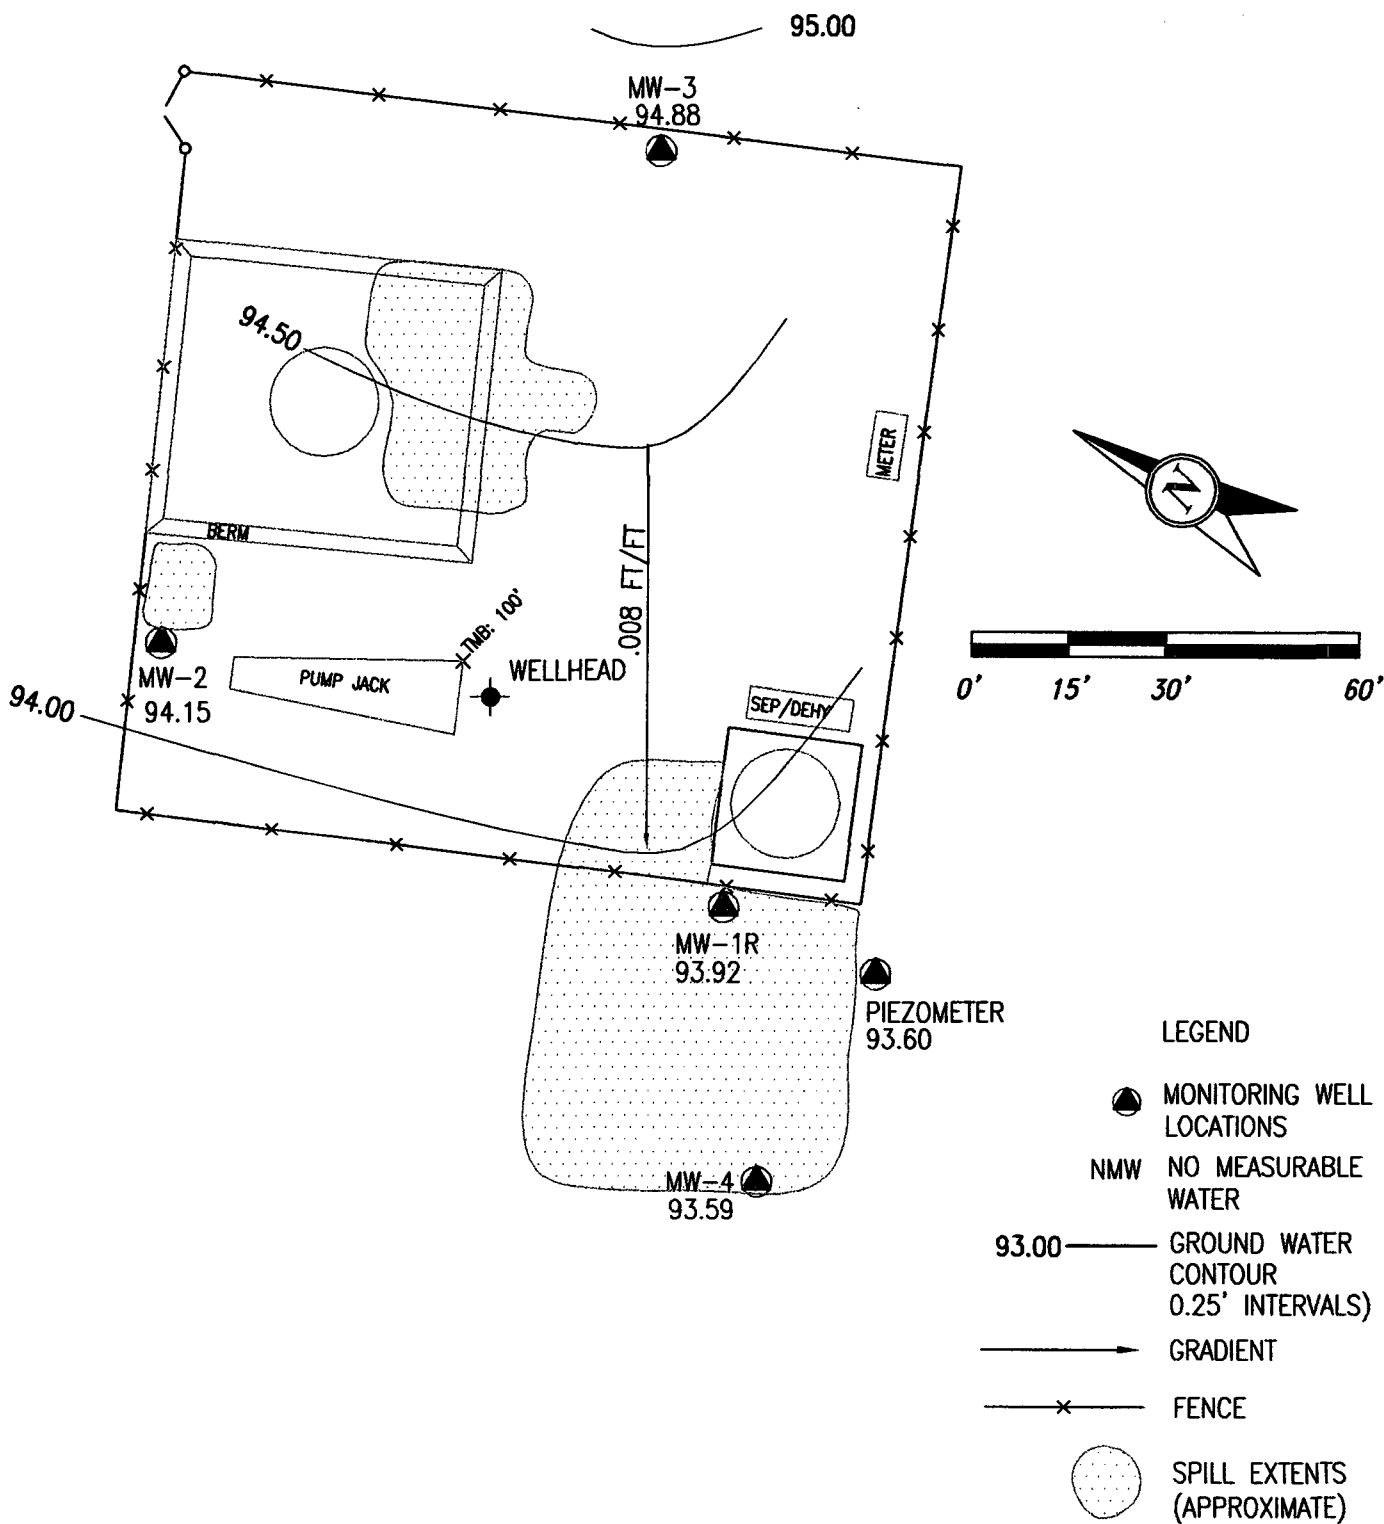 95.00
MW-3
94.88
94.50
METER
BERM
.008 FT/FT
TMB: 100'
WELLHEAD
PUMP JACK
MW-2
94.15
94.00
SEP/DEHY
N
0' 15' 30' 60'
MW-1R
93.92
PIEZOMETER
93.60
MW-4
93.59
LEGEND
MONITORING WELL
LOCATIONS
NMW NO MEASURABLE
WATER
93.00 GROUND WATER
CONTOUR
0.25' INTERVALS)
GRADIENT
FENCE
SPILL EXTENTS
(APPROXIMATE)